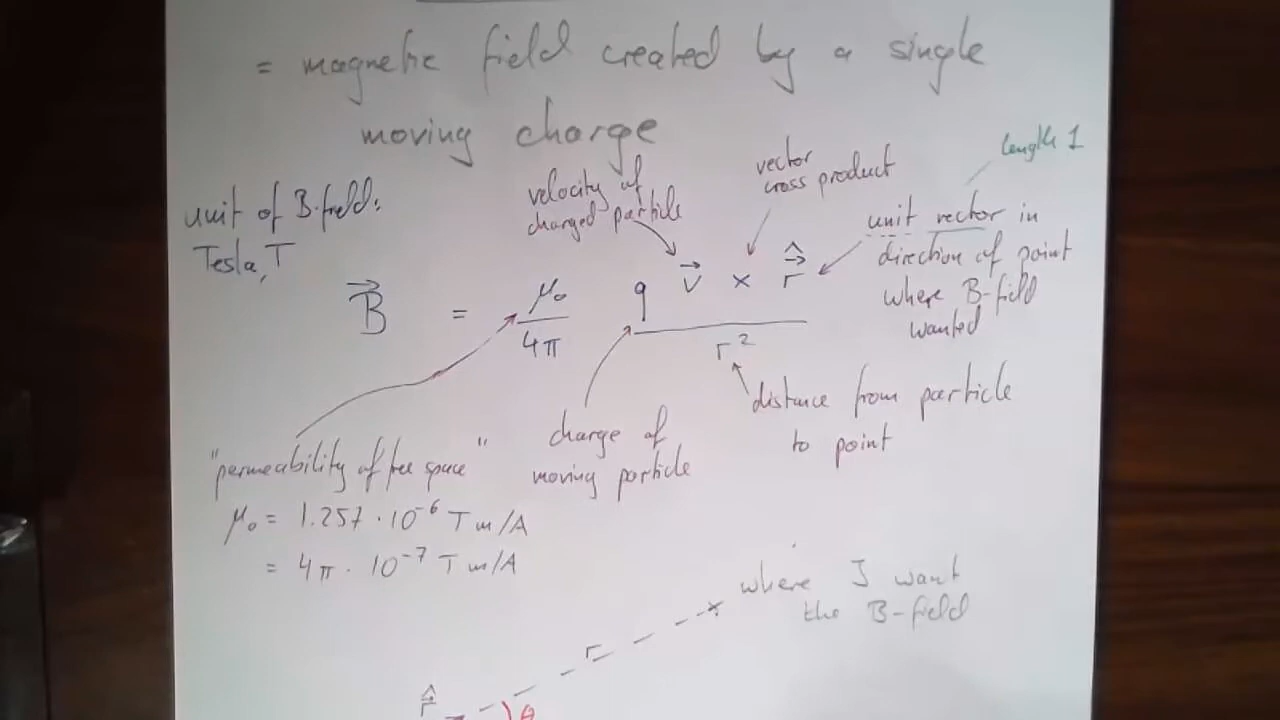 = magnetic field created by a single
moving charge
unit of B-field:
Tesla, T
velocity of
charged particle
vector
cross product
length 1
unit vector in
direction of point
where B-field
wanted
B⃗ = μ₀/4π q v⃗ × r̂⃗ / r²
distance from particle
to point
charge of
moving particle
"permeability of free space"
μ₀ = 1.257 · 10⁻⁶ T m/A
= 4π · 10⁻⁷ T m/A
where I want
the B-field
r
r̂⃗
θ